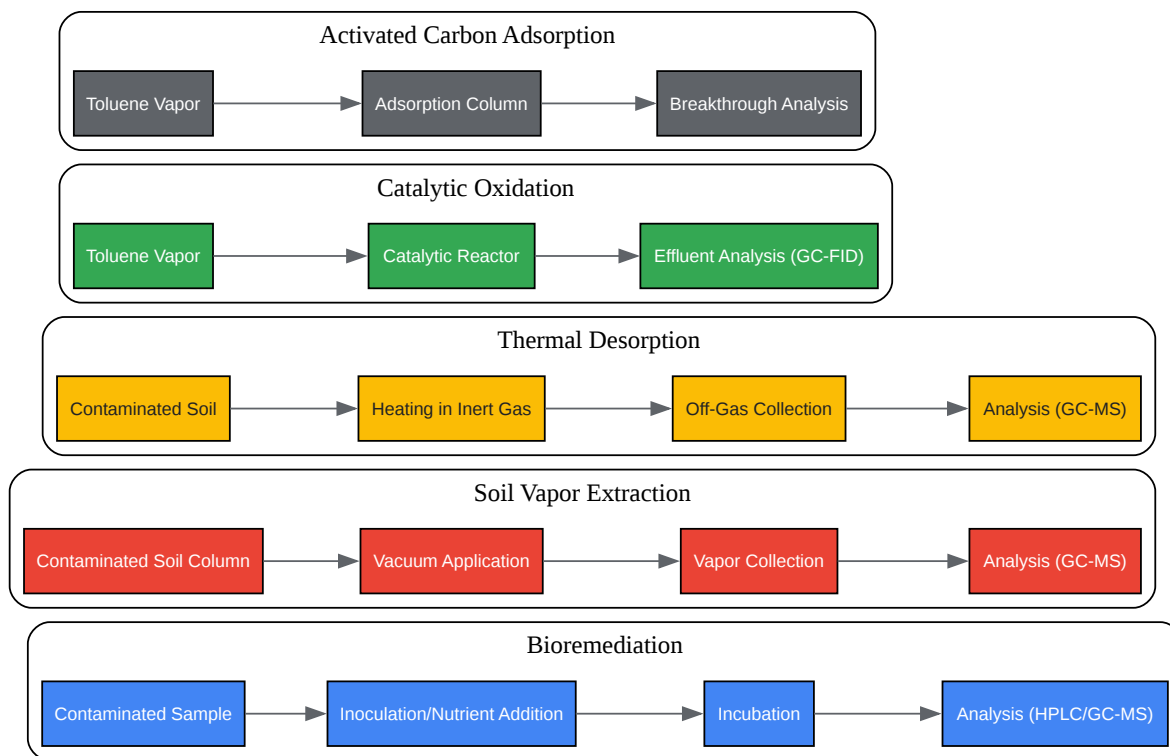 Activated Carbon Adsorption
Toluene Vapor
Adsorption Column
Breakthrough Analysis
Catalytic Oxidation
Toluene Vapor
Catalytic Reactor
Effluent Analysis (GC-FID)
Thermal Desorption
Contaminated Soil
Heating in Inert Gas
Off-Gas Collection
Analysis (GC-MS)
Soil Vapor Extraction
Contaminated Soil Column
Vacuum Application
Vapor Collection
Analysis (GC-MS)
Bioremediation
Contaminated Sample
Inoculation/Nutrient Addition
Incubation
Analysis (HPLC/GC-MS)